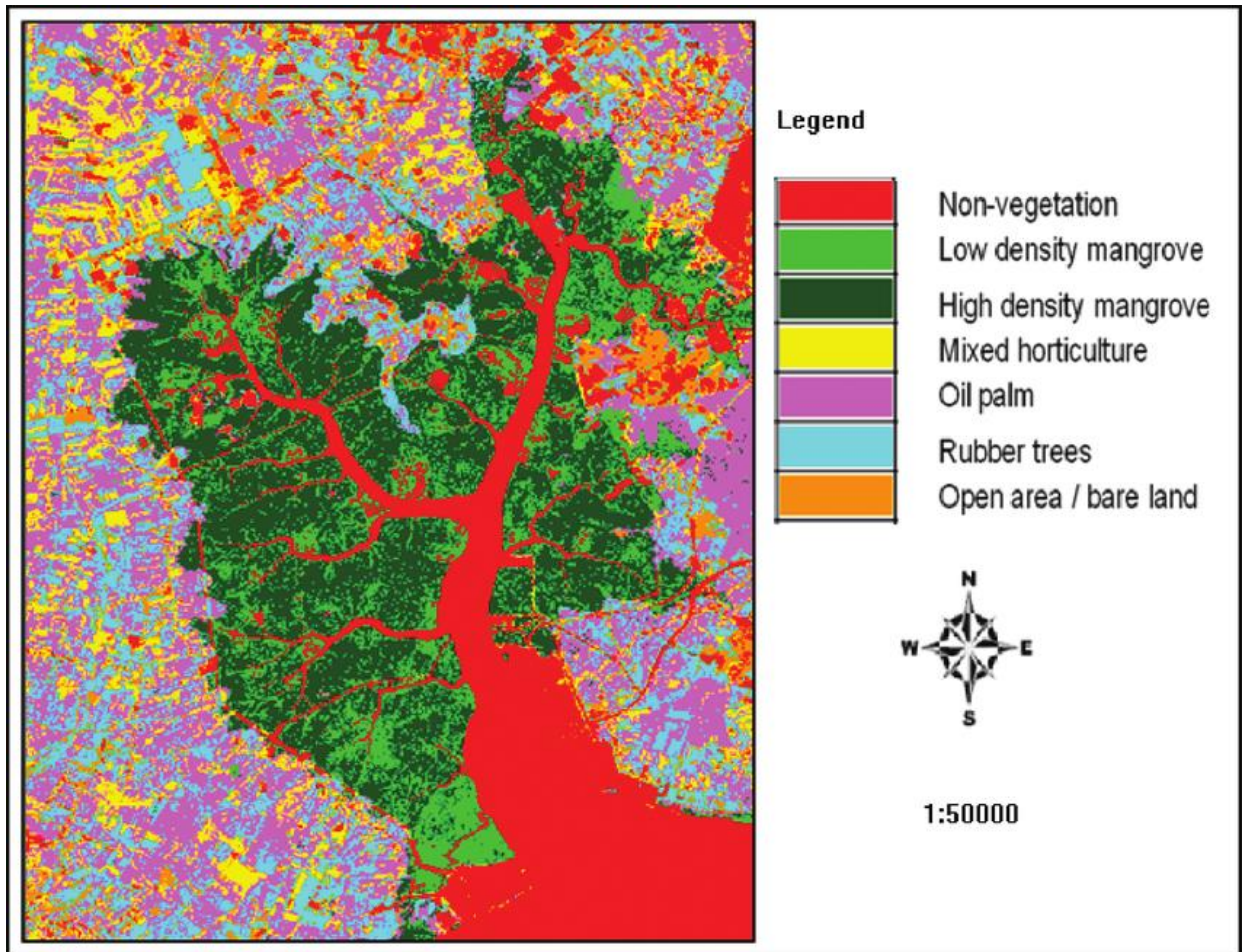 Legend
Non-vegetation
Low density mangrove
High density mangrove
Mixed horticulture
Oil palm
Rubber trees
Open area / bare land
N
W E
S
1:50000